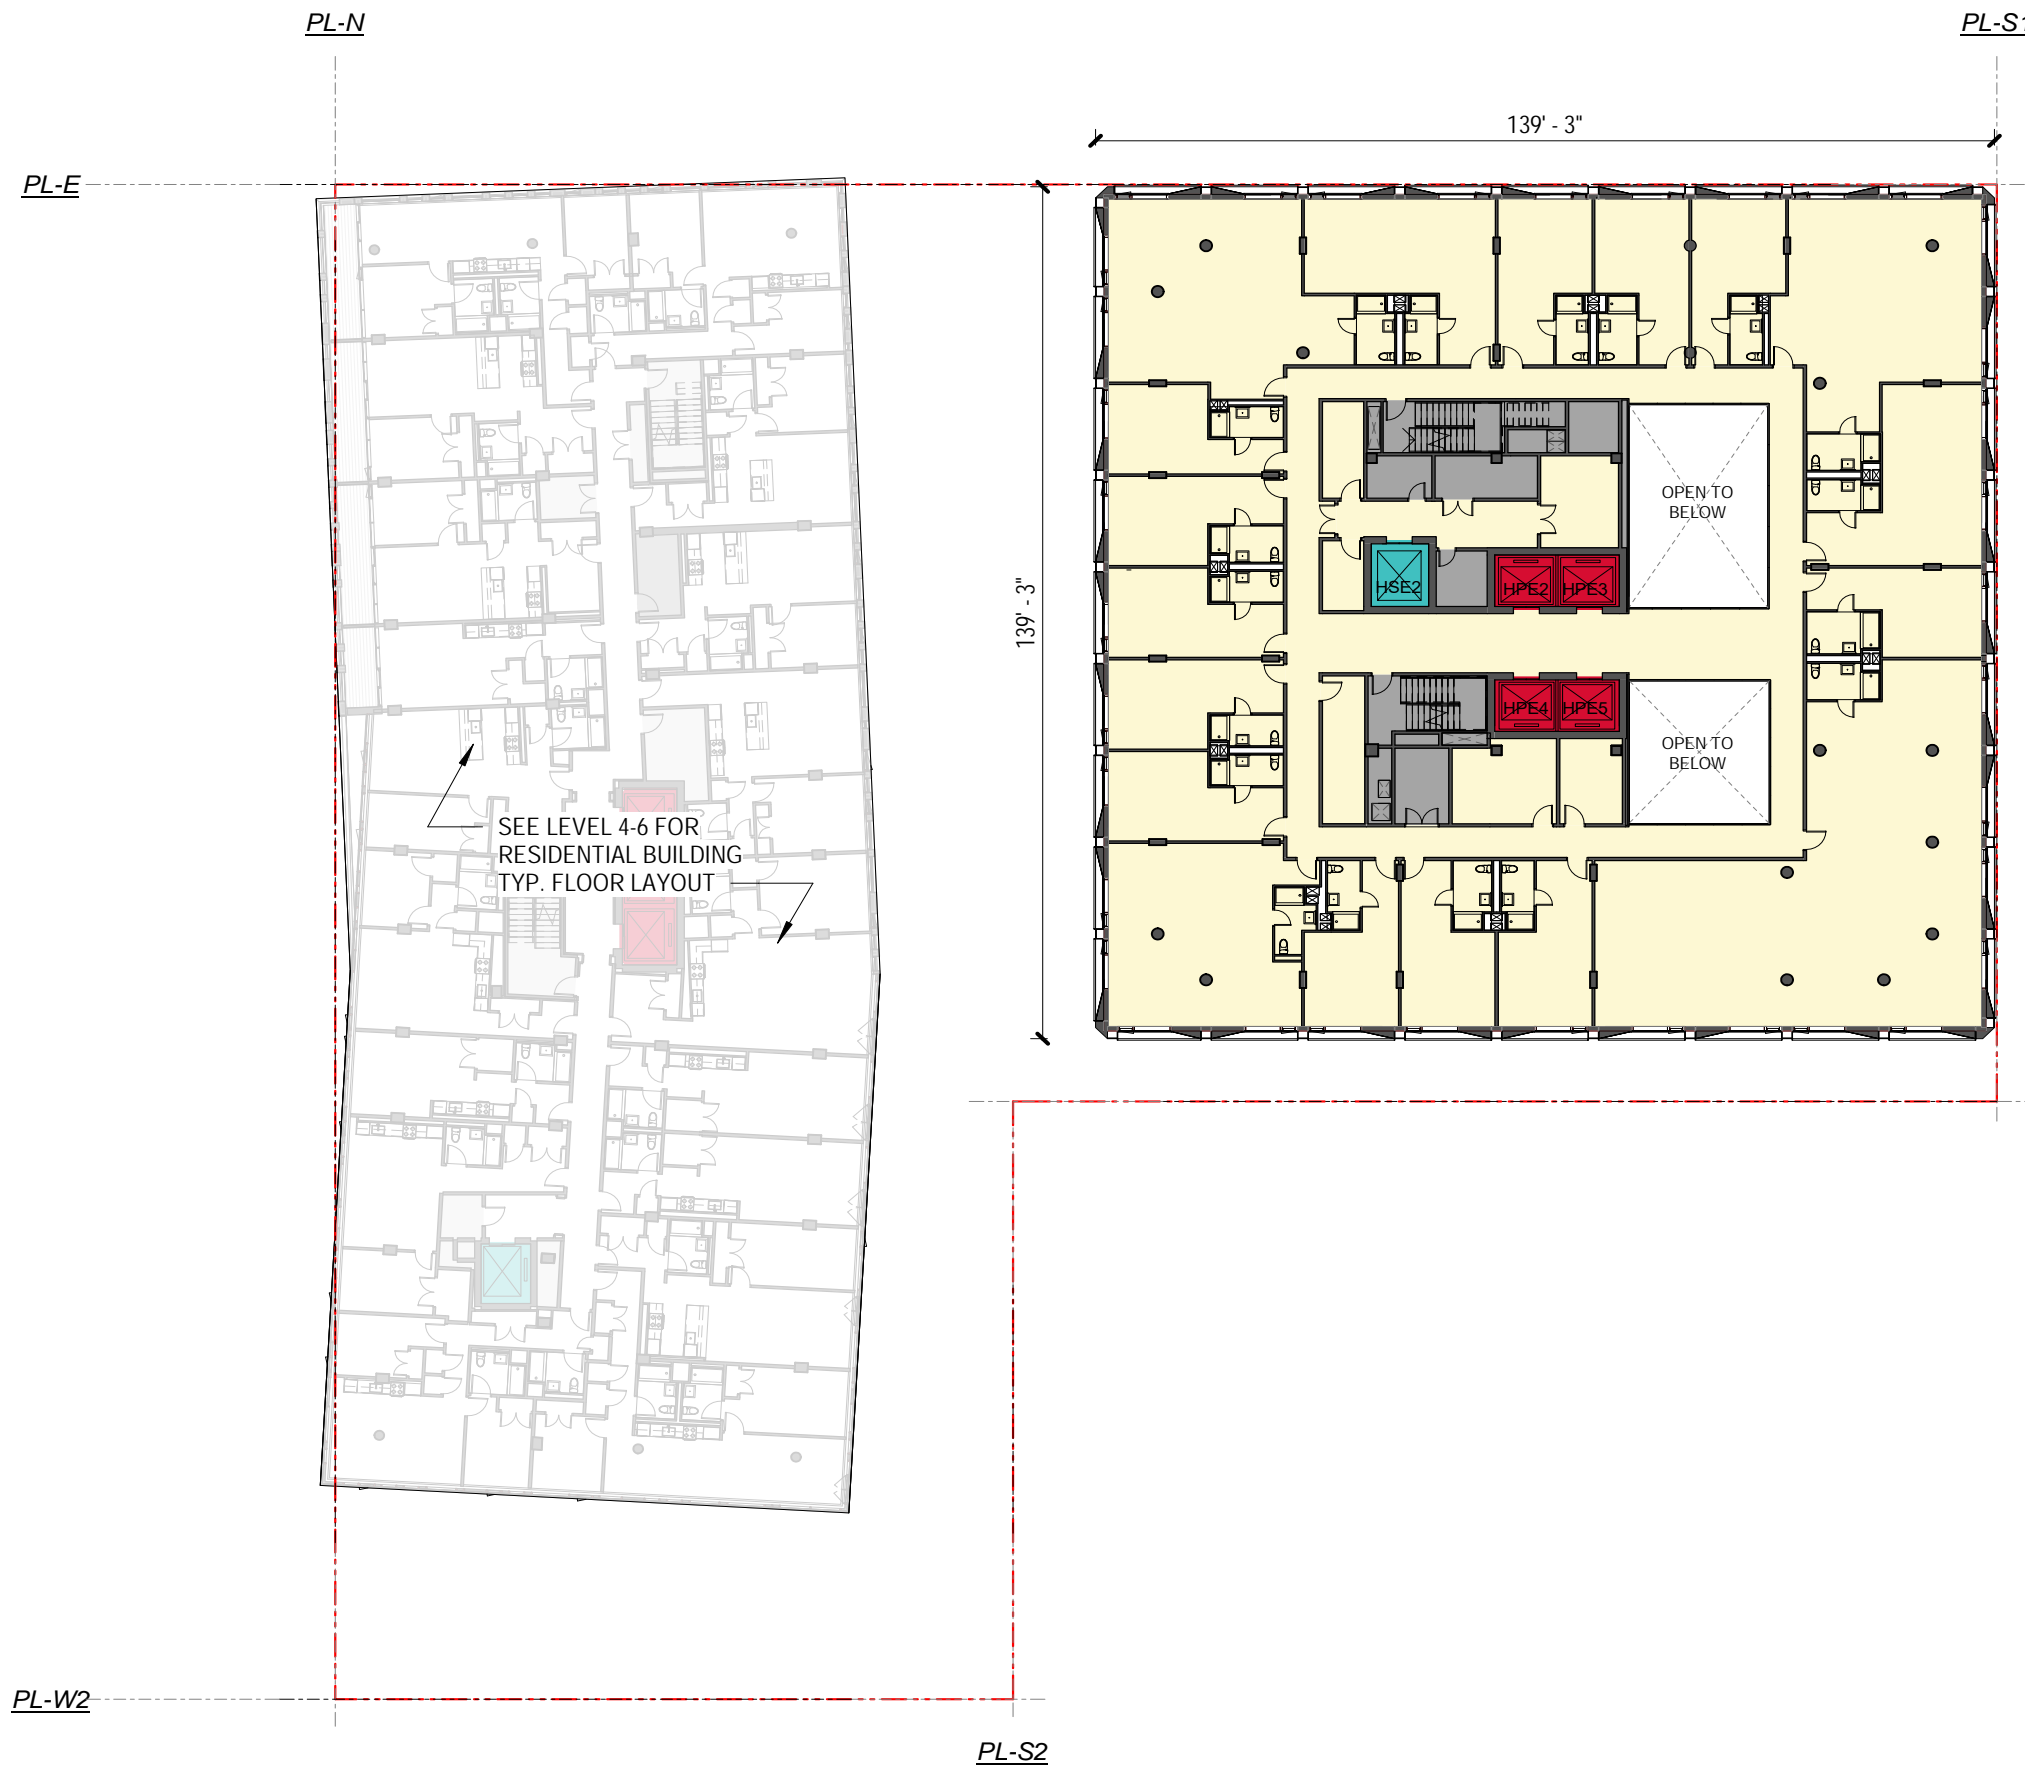 PL-N
PL-S1
139' - 3"
PL-E
OPEN TO
BELOW
HSE2
HPE2
HPE3
139' - 3"
HPE4
HPE5
OPEN TO
BELOW
SEE LEVEL 4-6 FOR
RESIDENTIAL BUILDING
TYP. FLOOR LAYOUT
PL-W2
PL-S2